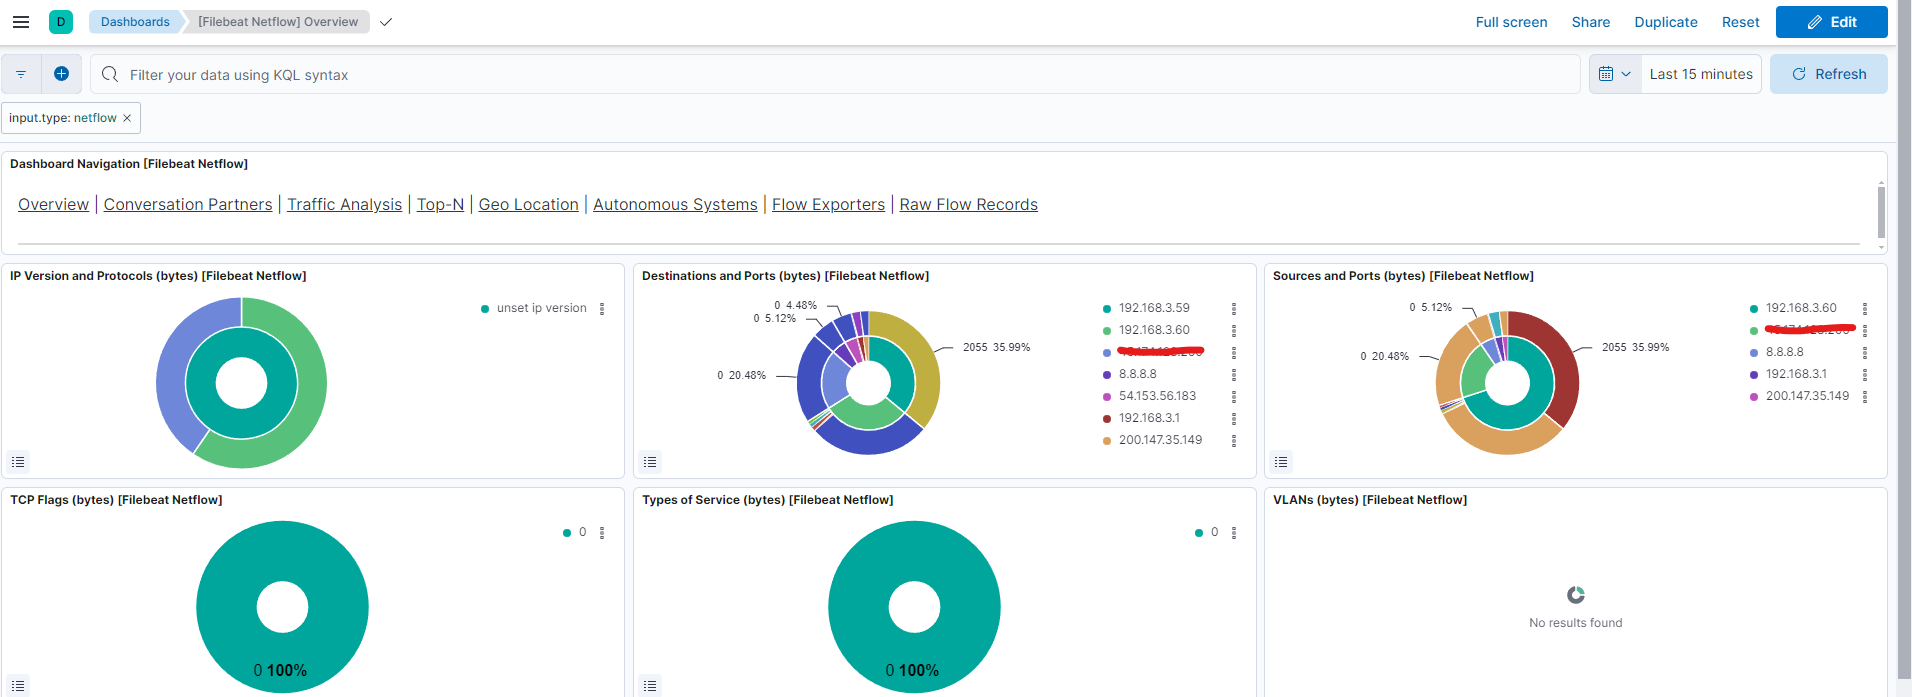 D Dashboards [Filebeat Netflow] Overview Full screen Share Duplicate Reset Edit
Filter your data using KQL syntax Last 15 minutes Refresh
input.type: netflow ×
Dashboard Navigation [Filebeat Netflow]
Overview | Conversation Partners | Traffic Analysis | Top-N | Geo Location | Autonomous Systems | Flow Exporters | Raw Flow Records
IP Version and Protocols (bytes) [Filebeat Netflow]
unset ip version
Destinations and Ports (bytes) [Filebeat Netflow]
0 4.48%
0 5.12%
2055 35.99%
0 20.48%
192.168.3.59
192.168.3.60
8.8.8.8
54.153.56.183
192.168.3.1
200.147.35.149
Sources and Ports (bytes) [Filebeat Netflow]
0 5.12%
2055 35.99%
0 20.48%
192.168.3.60
8.8.8.8
192.168.3.1
200.147.35.149
TCP Flags (bytes) [Filebeat Netflow]
0
0 100%
Types of Service (bytes) [Filebeat Netflow]
0
0 100%
VLANs (bytes) [Filebeat Netflow]
No results found